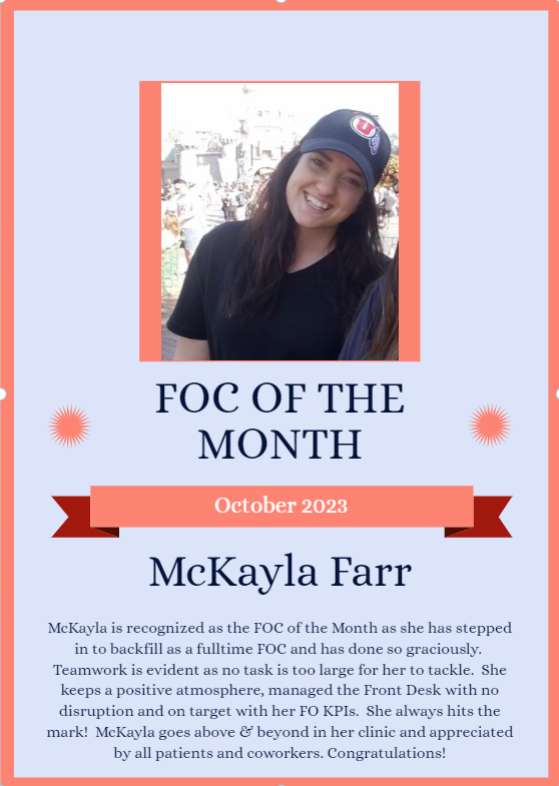 U
FOC OF THE
MONTH
October 2023
McKayla Farr
McKayla is recognized as the FOC of the Month as she has stepped
in to backfill as a fulltime FOC and has done so graciously.
Teamwork is evident as no task is too large for her to tackle.  She
keeps a positive atmosphere, managed the Front Desk with no
disruption and on target with her FO KPIs.  She always hits the
mark!  McKayla goes above & beyond in her clinic and appreciated
by all patients and coworkers. Congratulations!